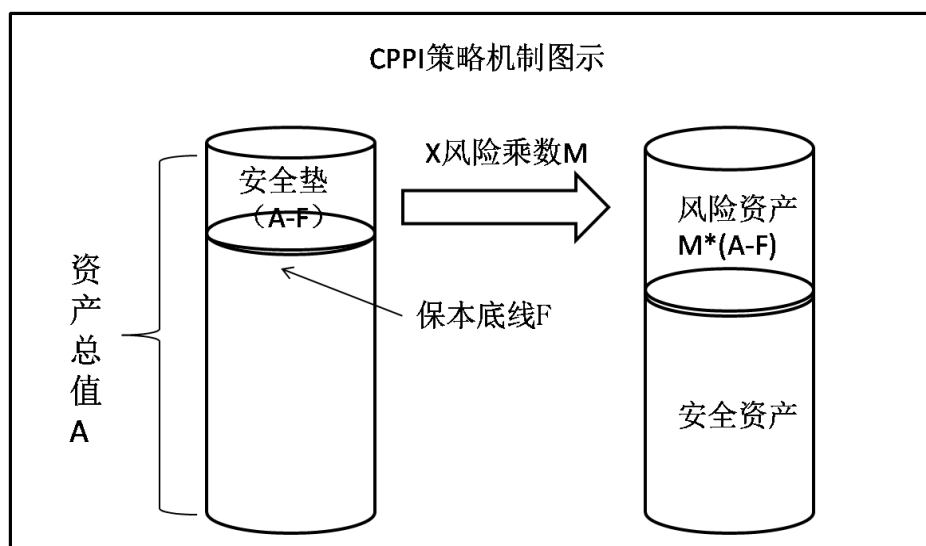 CPPI策略机制图示
安全垫
（A-F）
X风险乘数M
风险资产
M*(A-F)
资
产
总
值
A
保本底线F
安全资产